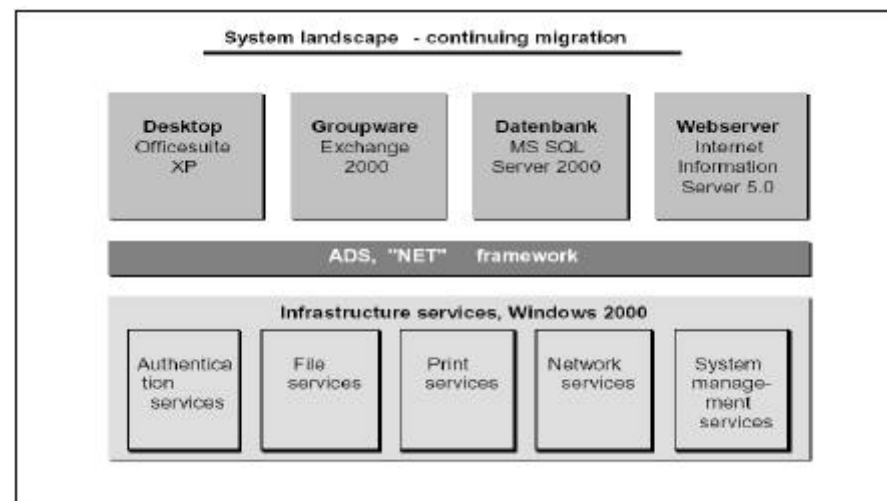 System landscape - continuing migration
Desktop
Officesuite
XP
Groupware
Exchange
2000
Datenbank
MS SQL
Server 2000
Webserver
Internet
Information
Server 5.0
ADS, "NET" framework
Infrastructure services, Windows 2000
Authentica
tion
services
File
services
Print
services
Network
services
System
manage-
ment
services